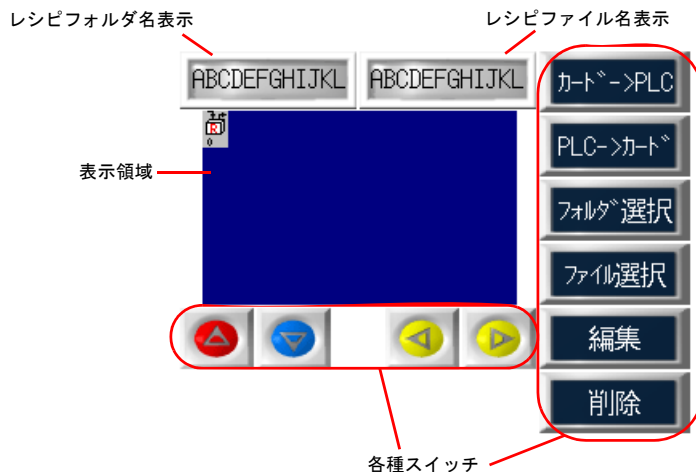 レシピフォルダ名表示
レシピファイル名表示
ABCDEFGHIJKL
ABCDEFGHIJKL
ｶｰﾄﾞ->PLC
R
0
PLC->ｶｰﾄﾞ
表示領域
ﾌｫﾙﾀﾞ選択
ﾌｧｲﾙ選択
編集
削除
各種スイッチ